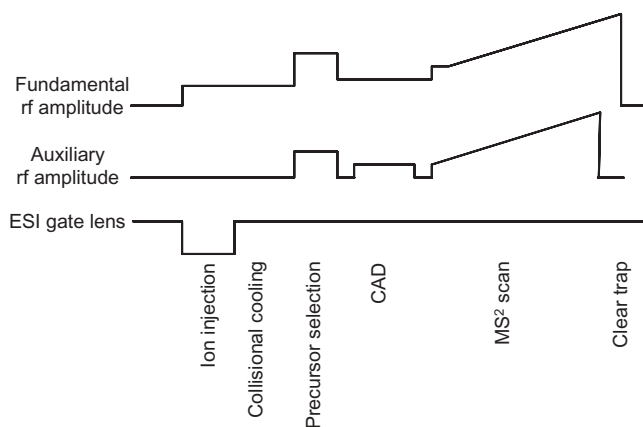 Fundamental
rf amplitude
Auxiliary
rf amplitude
ESI gate lens
Ion injection
Collisional cooling
Precursor selection
CAD
MS² scan
Clear trap